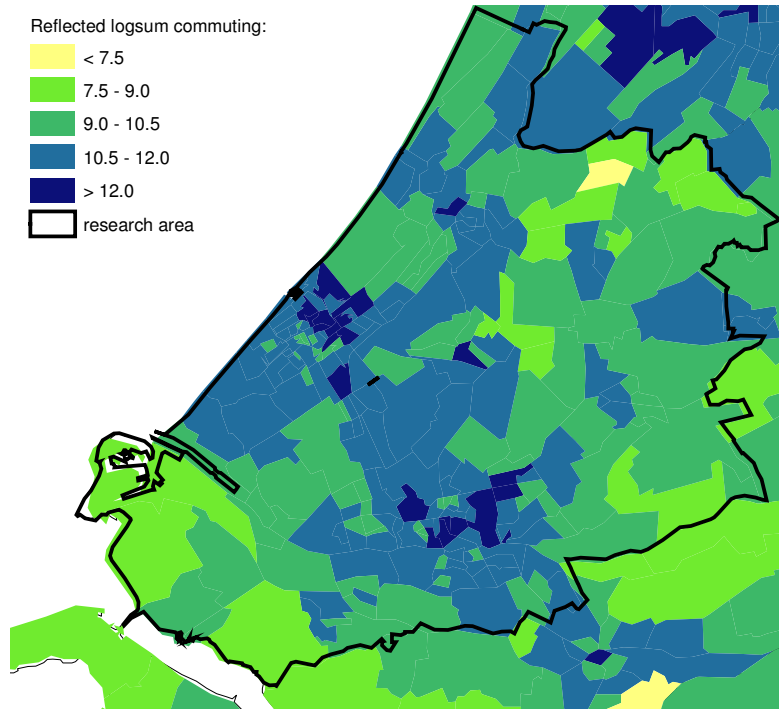 Reflected logsum commuting:
< 7.5
7.5 - 9.0
9.0 - 10.5
10.5 - 12.0
> 12.0
research area